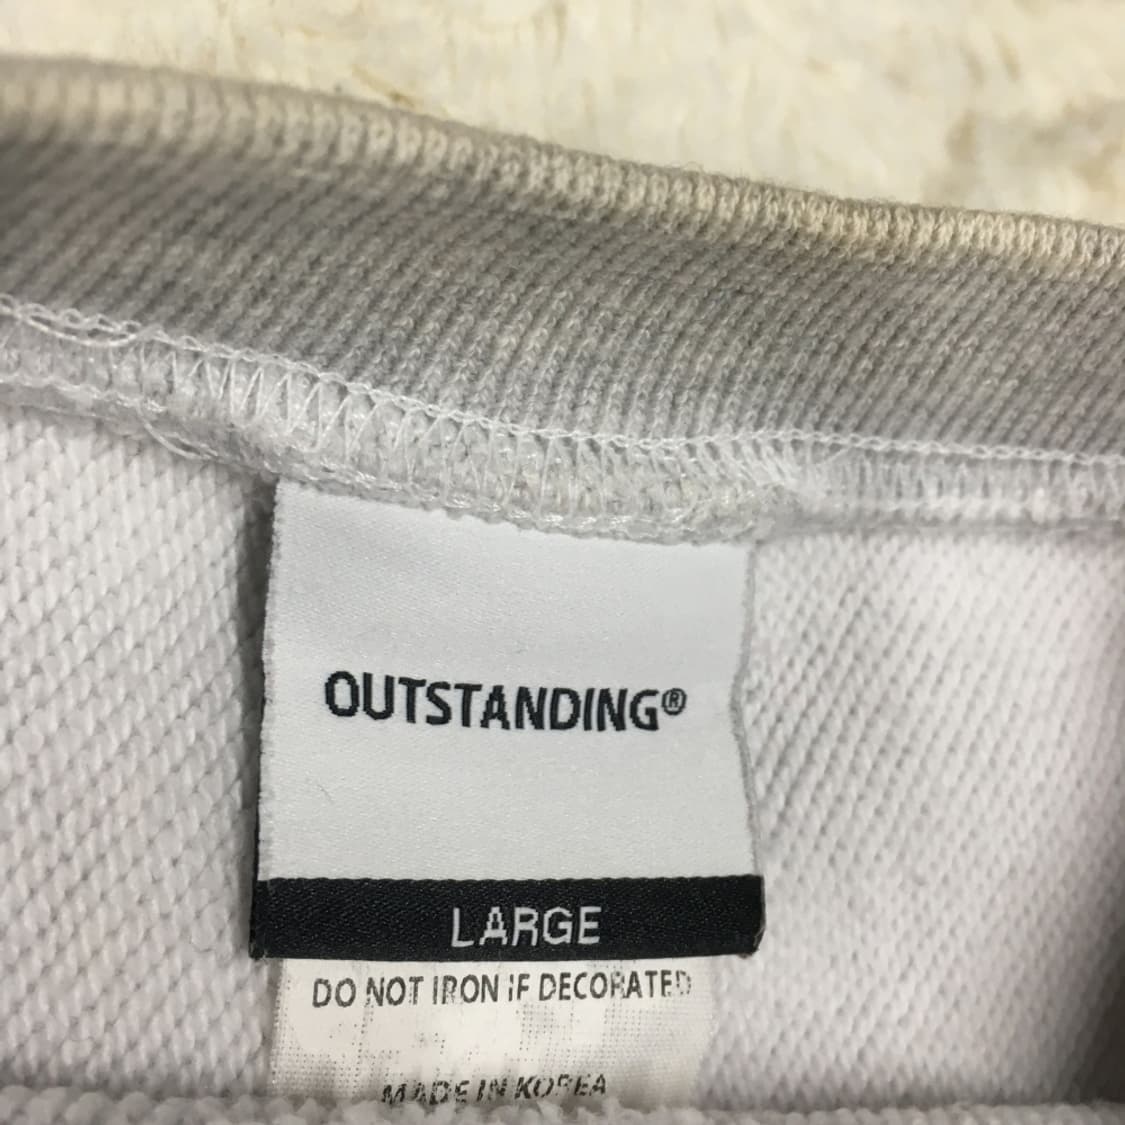 OUTSTANDING®
LARGE
DO NOT IRON IF DECORATED
MADE IN KOREA